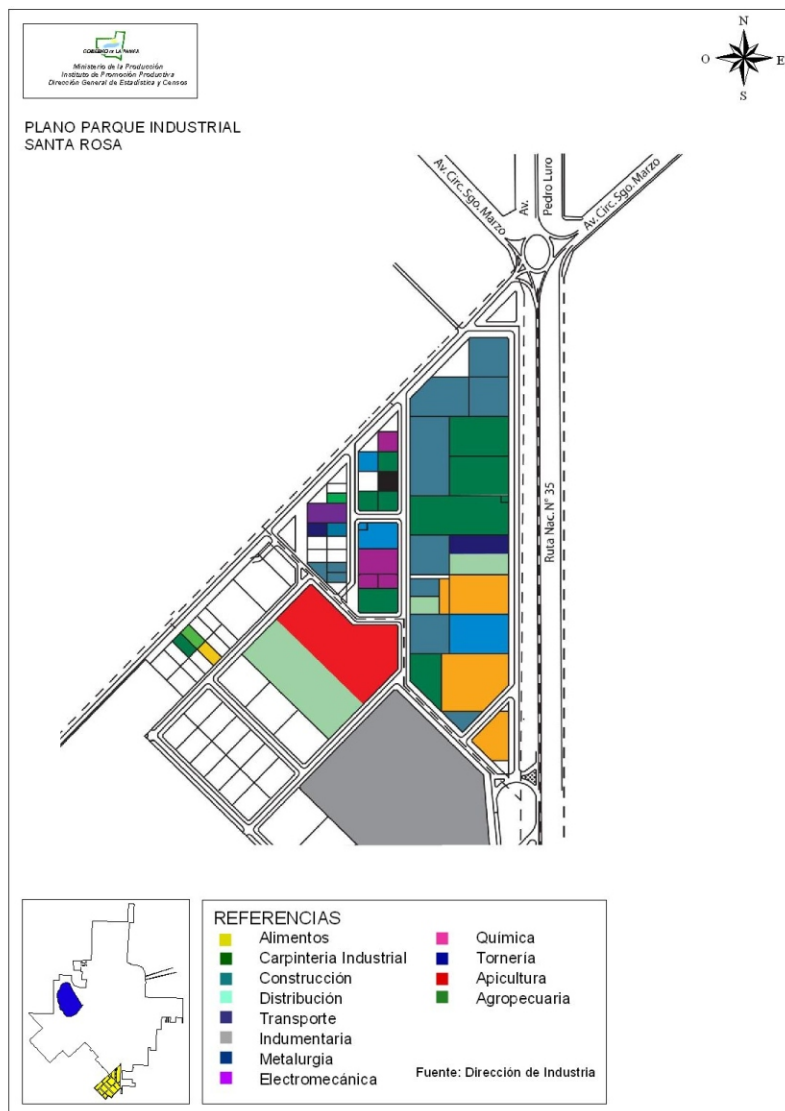 GOBIERNO DE LA PAMPA
Ministerio de la Producción
Instituto de Promoción Productiva
Dirección General de Estadística y Censos
N
O
E
S
PLANO PARQUE INDUSTRIAL
SANTA ROSA
Av. Circ. Sgo. Marzo
Av.
Pedro Luro
Av. Circ. Sgo. Marzo
Ruta Nac. N° 35
REFERENCIAS
Alimentos
Carpinteria Industrial
Construcción
Distribución
Transporte
Indumentaria
Metalurgia
Electromecánica
Química
Tornería
Apicultura
Agropecuaria
Fuente: Dirección de Industria